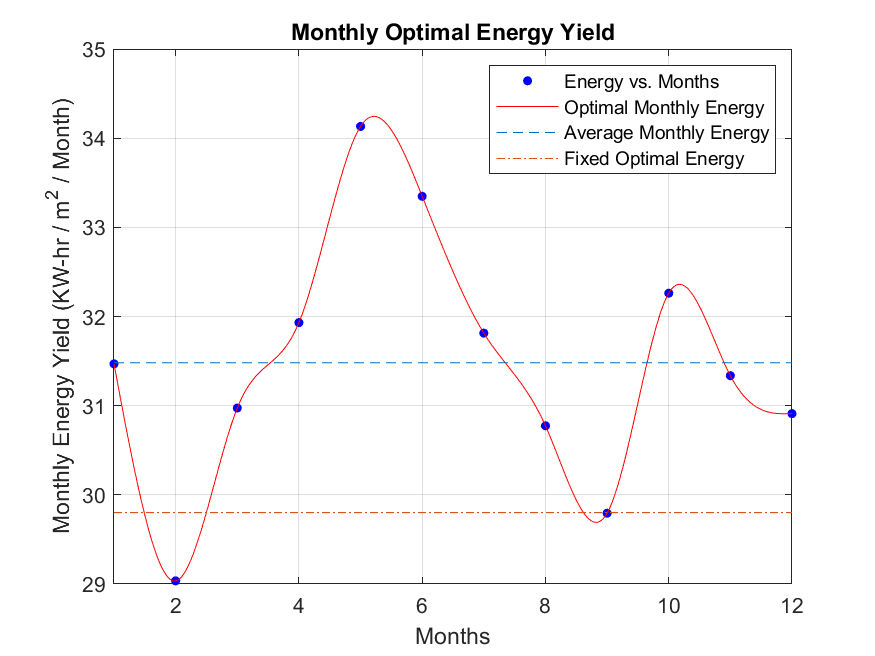 Monthly Optimal Energy Yield
Monthly Energy Yield (KW-hr / m² / Month)
35
34
33
32
31
30
29
Energy vs. Months
Optimal Monthly Energy
Average Monthly Energy
Fixed Optimal Energy
2 4 6 8 10 12
Months